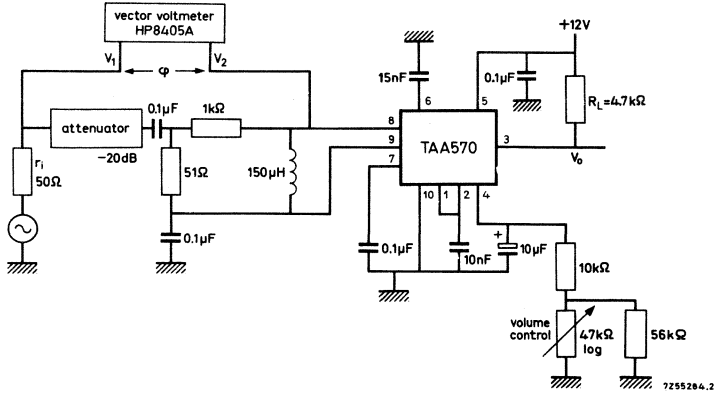 vector voltmeter
HP8405A
+12V
V1
φ
V2
15nF
0.1µF
RL=4.7kΩ
6
5
0.1µF
1kΩ
8
attenuator
9
TAA570
3
7
Vo
−20dB
ri
50Ω
51Ω
150µH
10
1
2
4
+
0.1µF
0.1µF
10nF
10µF
10kΩ
volume
control
47kΩ
log
56kΩ
7Z55284.2